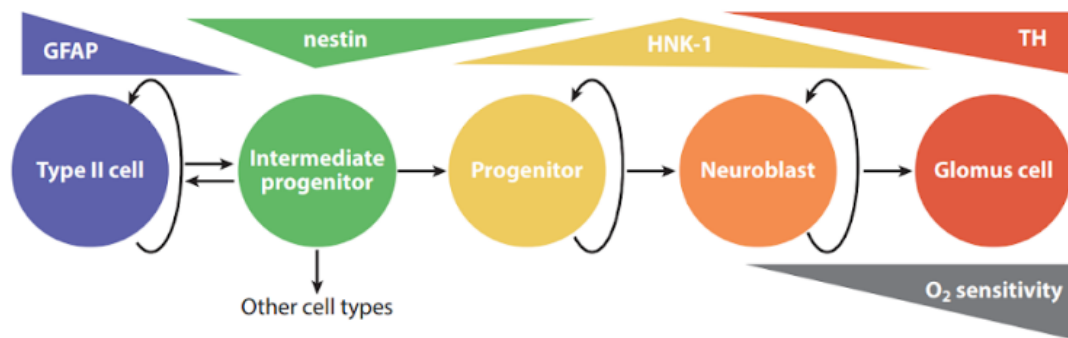 GFAP
nestin
HNK-1
TH
Type II cell
Intermediate
progenitor
Progenitor
Neuroblast
Glomus cell
Other cell types
O₂ sensitivity